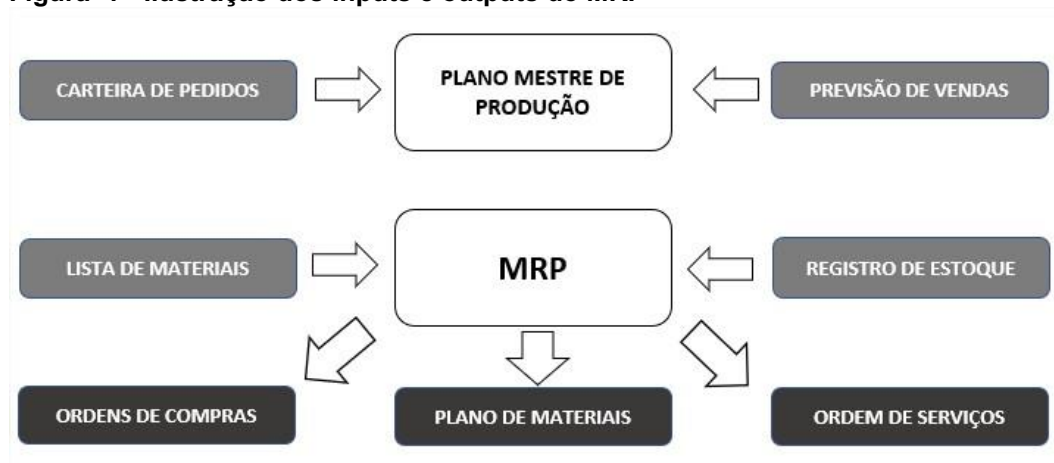 CARTEIRA DE PEDIDOS
PLANO MESTRE DE
PRODUÇÃO
PREVISÃO DE VENDAS
LISTA DE MATERIAIS
MRP
REGISTRO DE ESTOQUE
ORDENS DE COMPRAS
PLANO DE MATERIAIS
ORDEM DE SERVIÇOS